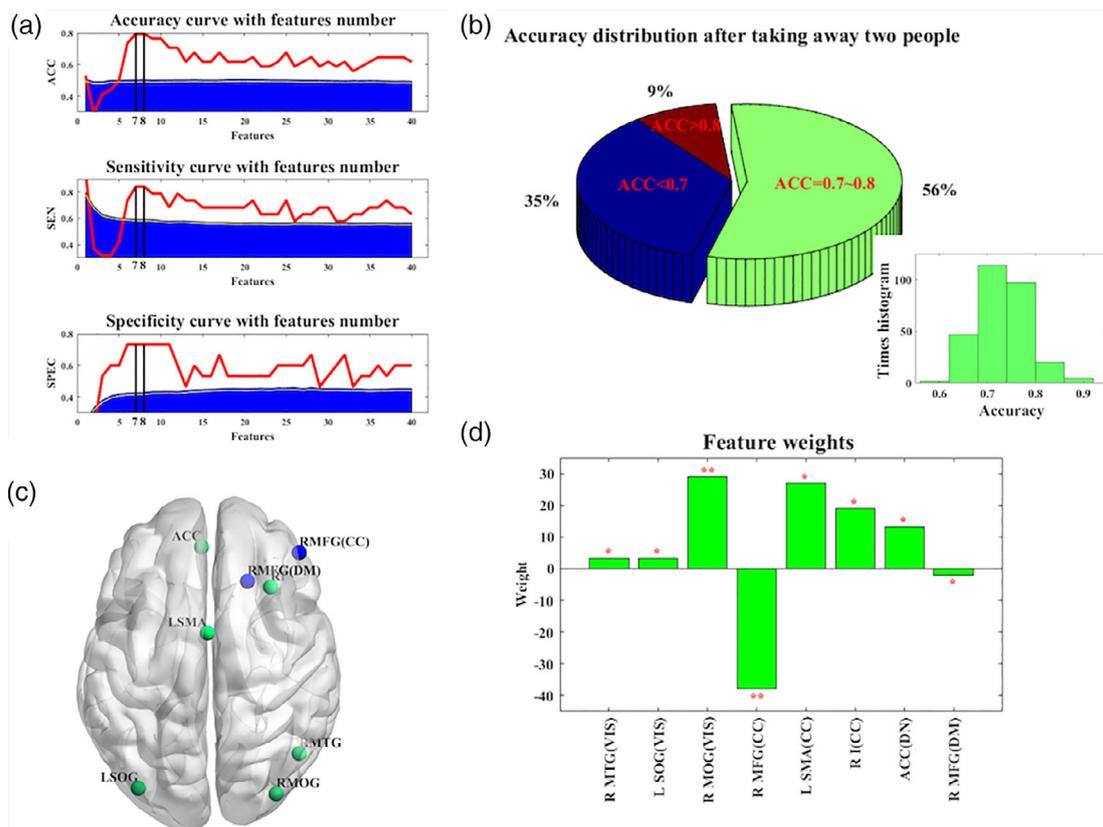 (a)
Accuracy curve with features number
ACC
0.8
0.6
0.4
0 5 7 8 10 15 20 25 30 35 40
Features
Sensitivity curve with features number
SEN
0.8
0.6
0.4
0 5 7 8 10 15 20 25 30 35 40
Features
Specificity curve with features number
SPEC
0.8
0.6
0.4
0 5 7 8 10 15 20 25 30 35 40
Features
(b)
Accuracy distribution after taking away two people
9%
ACC>0.8
ACC<0.7
ACC=0.7~0.8
35%
56%
Times histogram
100
50
0
0.6 0.7 0.8 0.9
Accuracy
(c)
ACC
RMFG(CC)
RMFG(DM)
LSMA
RMTG
LSOG
RMOG
(d)
Feature weights
Weight
30
20
10
0
-10
-20
-30
-40
* * ** ** * * * *
R MTG(VIS)
L SOG(VIS)
R MOG(VIS)
R MFG(CC)
L SMA(CC)
R I(CC)
ACC(DN)
R MFG(DM)